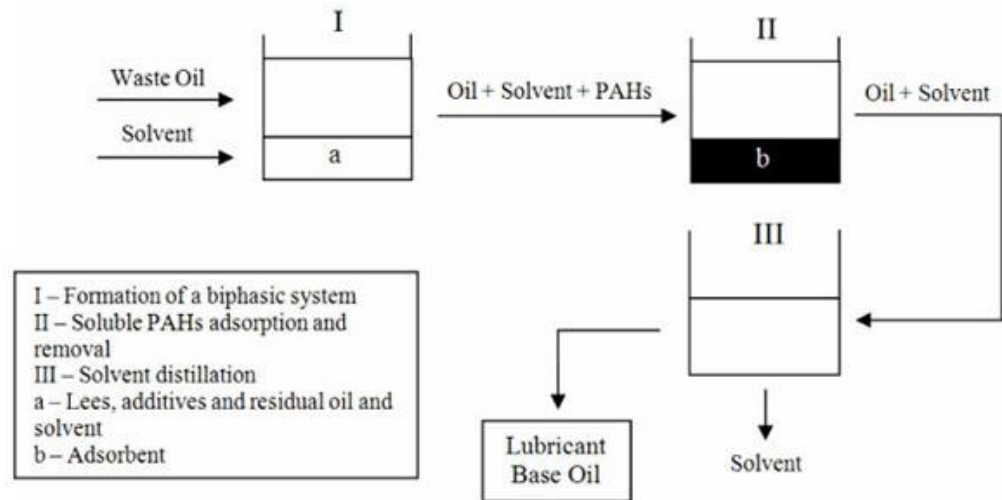 I
II
Waste Oil
Solvent
a
Oil + Solvent + PAHs
b
Oil + Solvent
III
I – Formation of a biphasic system
II – Soluble PAHs adsorption and
removal
III – Solvent distillation
a – Lees, additives and residual oil and
solvent
b – Adsorbent
Lubricant
Base Oil
Solvent